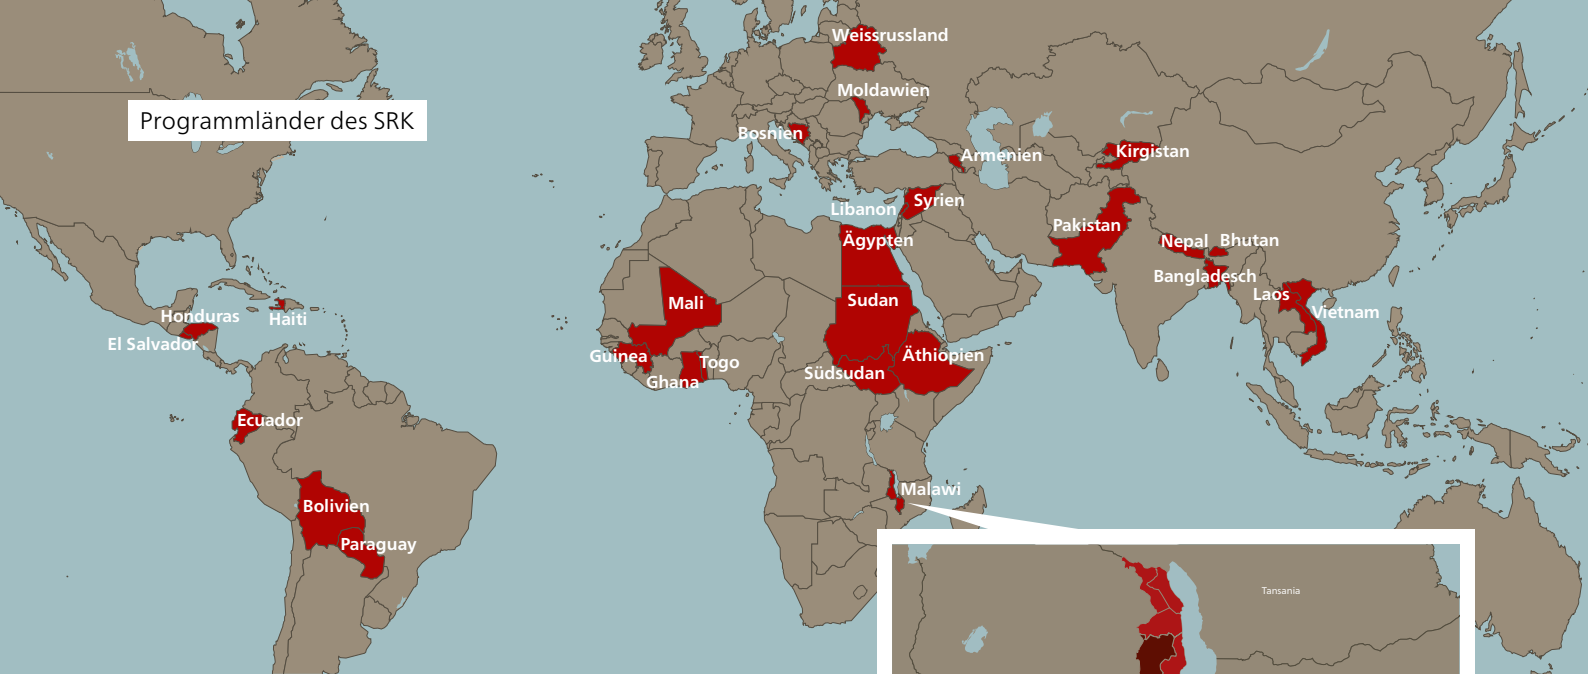 Programmländer des SRK
Weissrussland
Moldawien
Bosnien
Armenien
Kirgistan
Libanon
Syrien
Pakistan
Ägypten
Nepal
Bhutan
Bangladesch
Laos
Vietnam
Mali
Sudan
Honduras
Haiti
El Salvador
Guinea
Togo
Ghana
Äthiopien
Südsudan
Ecuador
Malawi
Bolivien
Paraguay
Tansania